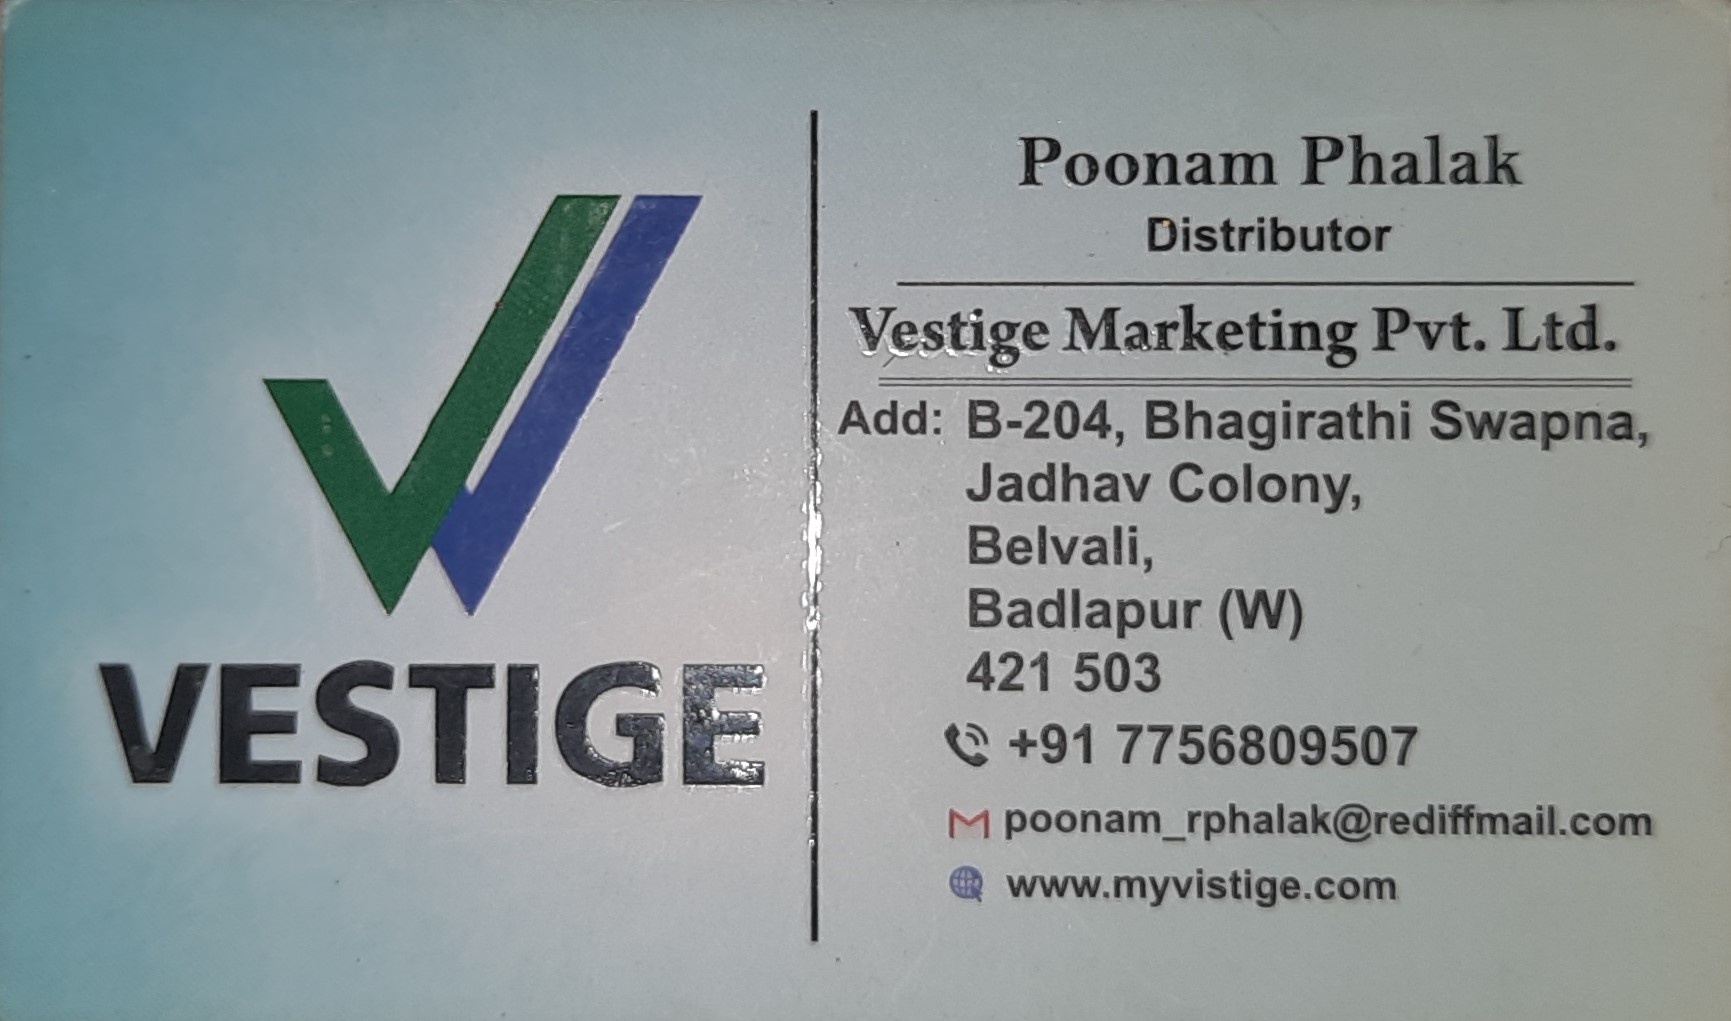 VESTIGE
Poonam Phalak
Distributor
Vestige Marketing Pvt. Ltd.
Add: B-204, Bhagirathi Swapna,
Jadhav Colony,
Belvali,
Badlapur (W)
421 503
+91 7756809507
poonam_rphalak@rediffmail.com
www.myvistige.com